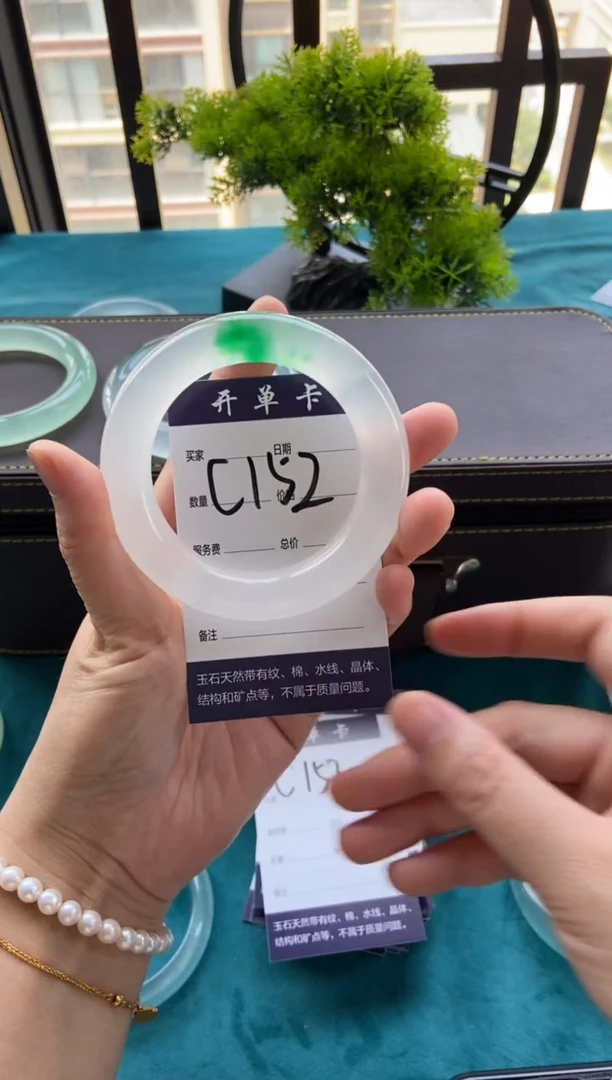 开单卡
买家 日期
C152
数量
服务费 总价
备注
玉石天然带有纹、棉、水线、晶体、
结构和矿点等，不属于质量问题。
单卡
C152
玉石天然带有纹、棉、水线、晶体、
结构和矿点等，不属于质量问题。